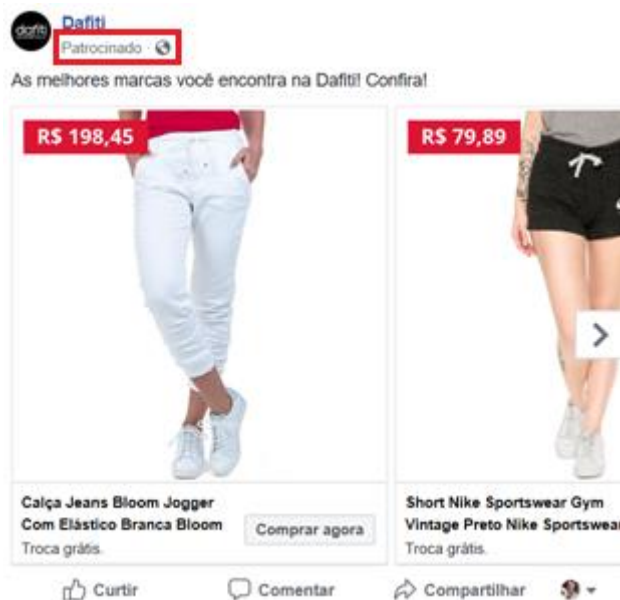 dafiti
Dafiti
Patrocinado ·
As melhores marcas você encontra na Dafiti! Confira!
R$ 198,45
R$ 79,89
Calça Jeans Bloom Jogger
Com Elástico Branca Bloom
Troca grátis.
Comprar agora
Short Nike Sportswear Gym
Vintage Preto Nike Sportswear
Troca grátis.
Curtir
Comentar
Compartilhar